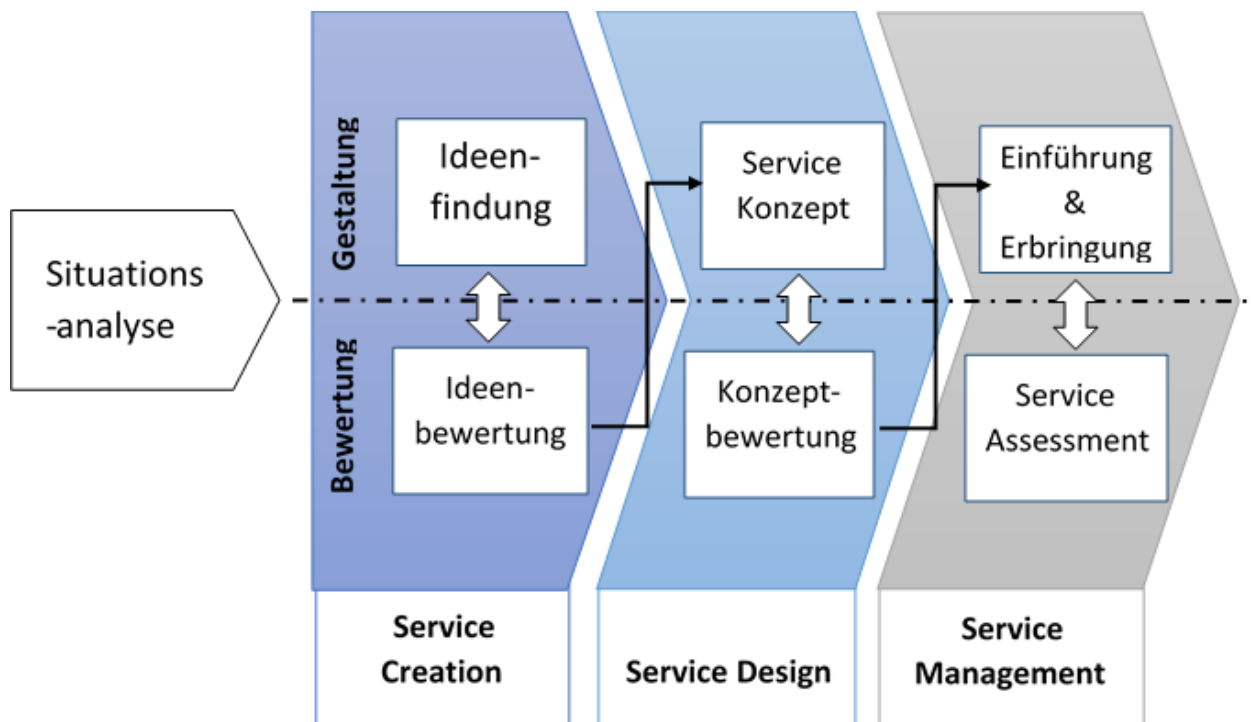 Situations
-analyse
Gestaltung
Bewertung
Ideen-
findung
Ideen-
bewertung
Service
Creation
Service
Konzept
Konzept-
bewertung
Service Design
Einführung
&
Erbringung
Service
Assessment
Service
Management